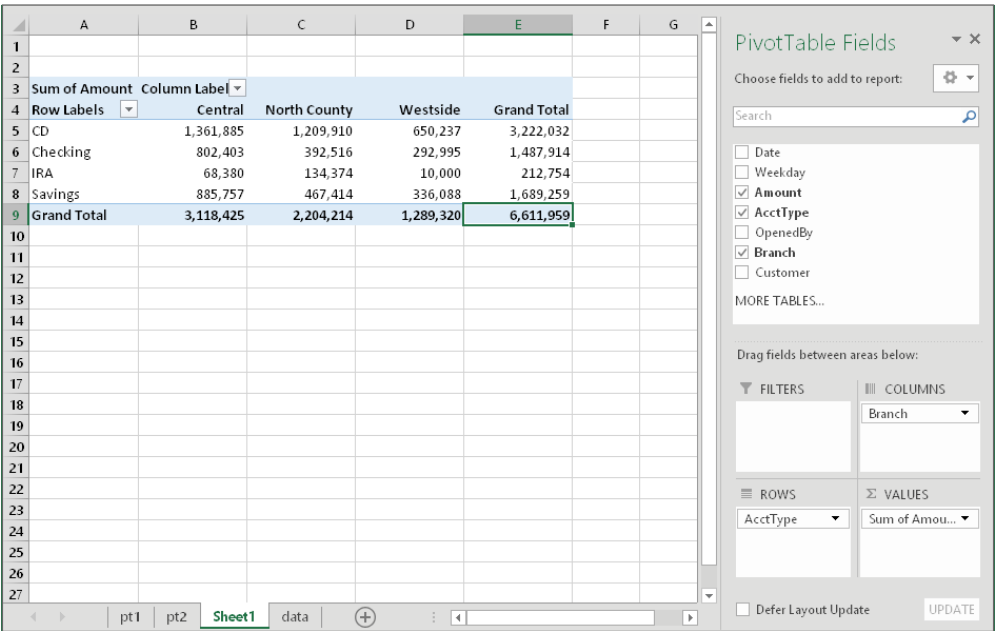 A B C D E F G
1
2
3 Sum of Amount Column Label
4 Row Labels Central North County Westside Grand Total
5 CD 1,361,885 1,209,910 650,237 3,222,032
6 Checking 802,403 392,516 292,995 1,487,914
7 IRA 68,380 134,374 10,000 212,754
8 Savings 885,757 467,414 336,088 1,689,259
9 Grand Total 3,118,425 2,204,214 1,289,320 6,611,959
10
11
12
13
14
15
16
17
18
19
20
21
22
23
24
25
26
27
pt1 pt2 Sheet1 data
PivotTable Fields
Choose fields to add to report:
Search
Date
Weekday
Amount
AcctType
OpenedBy
Branch
Customer
MORE TABLES...
Drag fields between areas below:
FILTERS
COLUMNS
Branch
ROWS
AcctType
Σ VALUES
Sum of Amou...
Defer Layout Update
UPDATE